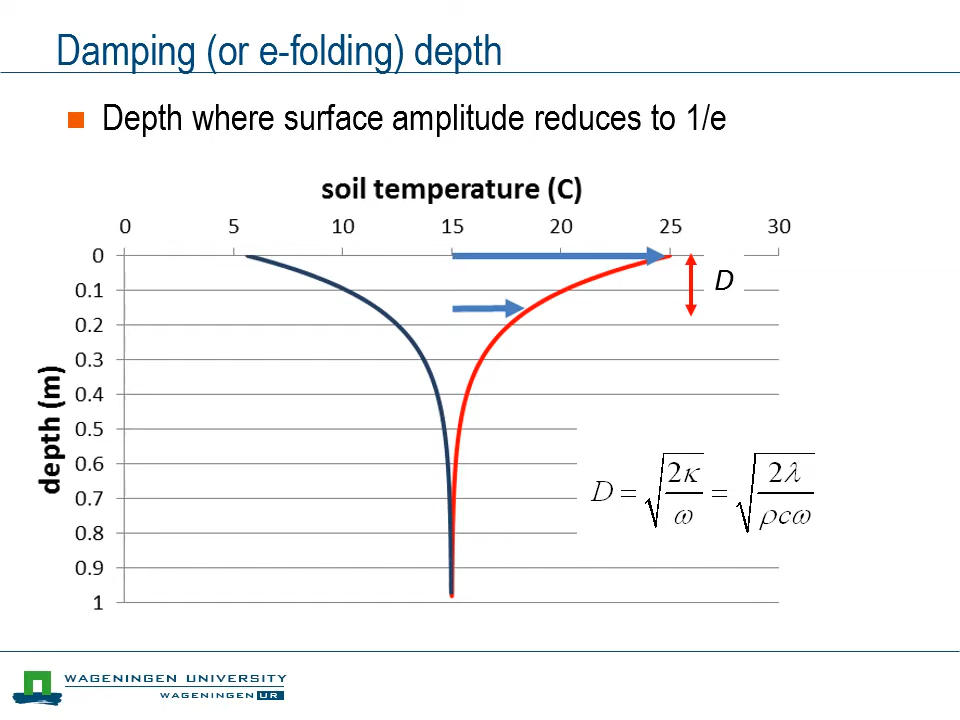 Damping (or e-folding) depth
Depth where surface amplitude reduces to 1/e
soil temperature (C)
0 5 10 15 20 25 30
0
D
0.1
0.2
0.3
0.4
0.5
0.6
0.7
0.8
0.9
1
depth (m)
D = √(2κ/ω) = √(2λ/ρcω)
WAGENINGEN UNIVERSITY
WAGENINGEN UR